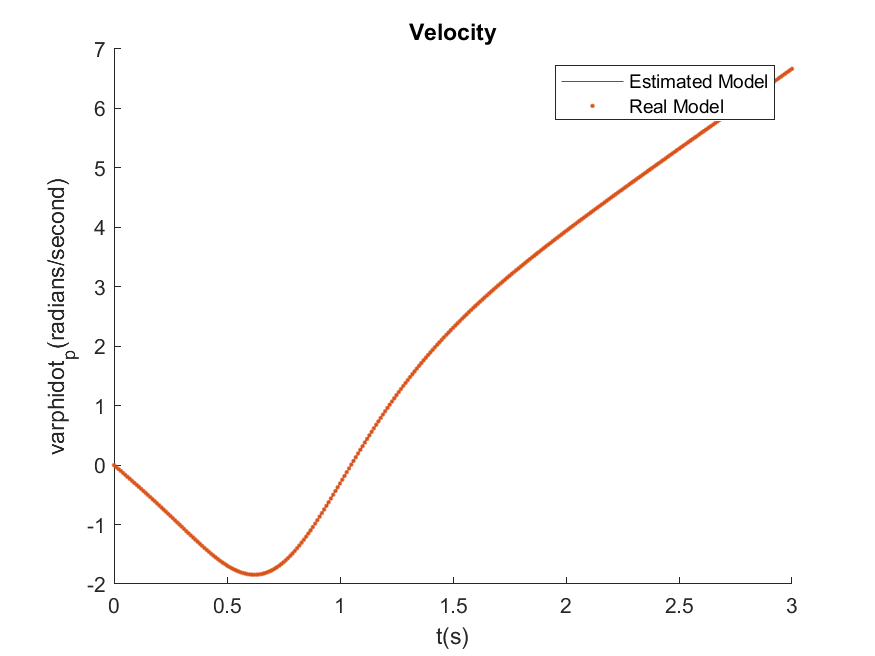 Velocity
7
6
5
4
3
2
1
0
-1
-2
varphidot_p(radians/second)
Estimated Model
Real Model
0 0.5 1 1.5 2 2.5 3
t(s)